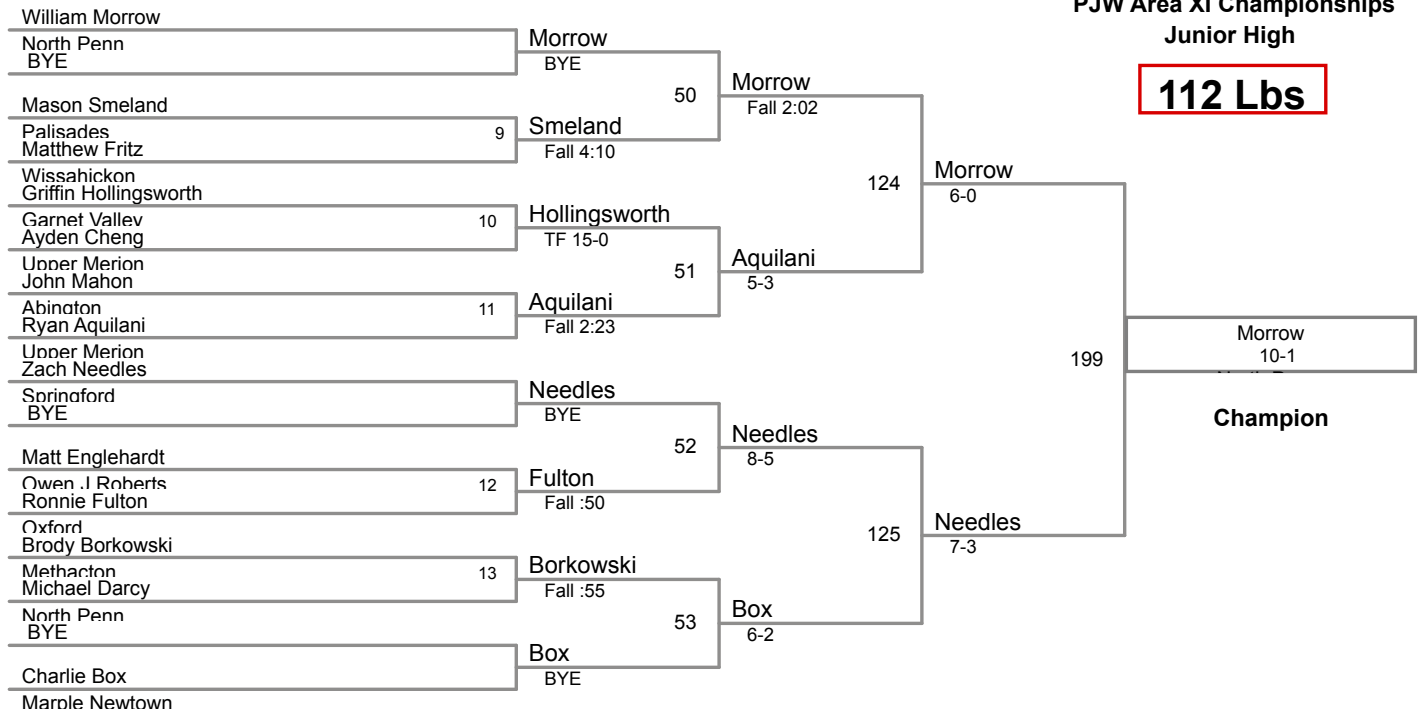 PJW Area XI Championships
Junior High
112 Lbs
William Morrow
North Penn
BYE
Mason Smeland
Palisades
Matthew Fritz
Wissahickon
Griffin Hollingsworth
Garnet Valley
Ayden Cheng
Upper Merion
John Mahon
Abington
Ryan Aquilani
Upper Merion
Zach Needles
Springford
BYE
Matt Englehardt
Owen J Roberts
Ronnie Fulton
Oxford
Brody Borkowski
Methacton
Michael Darcy
North Penn
BYE
Charlie Box
Marple Newtown
9
10
11
12
13
Morrow
BYE
Smeland
Fall 4:10
Hollingsworth
TF 15-0
Aquilani
Fall 2:23
Needles
BYE
Fulton
Fall :50
Borkowski
Fall :55
Box
BYE
50
51
52
53
Morrow
Fall 2:02
Aquilani
5-3
Needles
8-5
Box
6-2
124
125
Morrow
6-0
Needles
7-3
199
Morrow
10-1
Champion